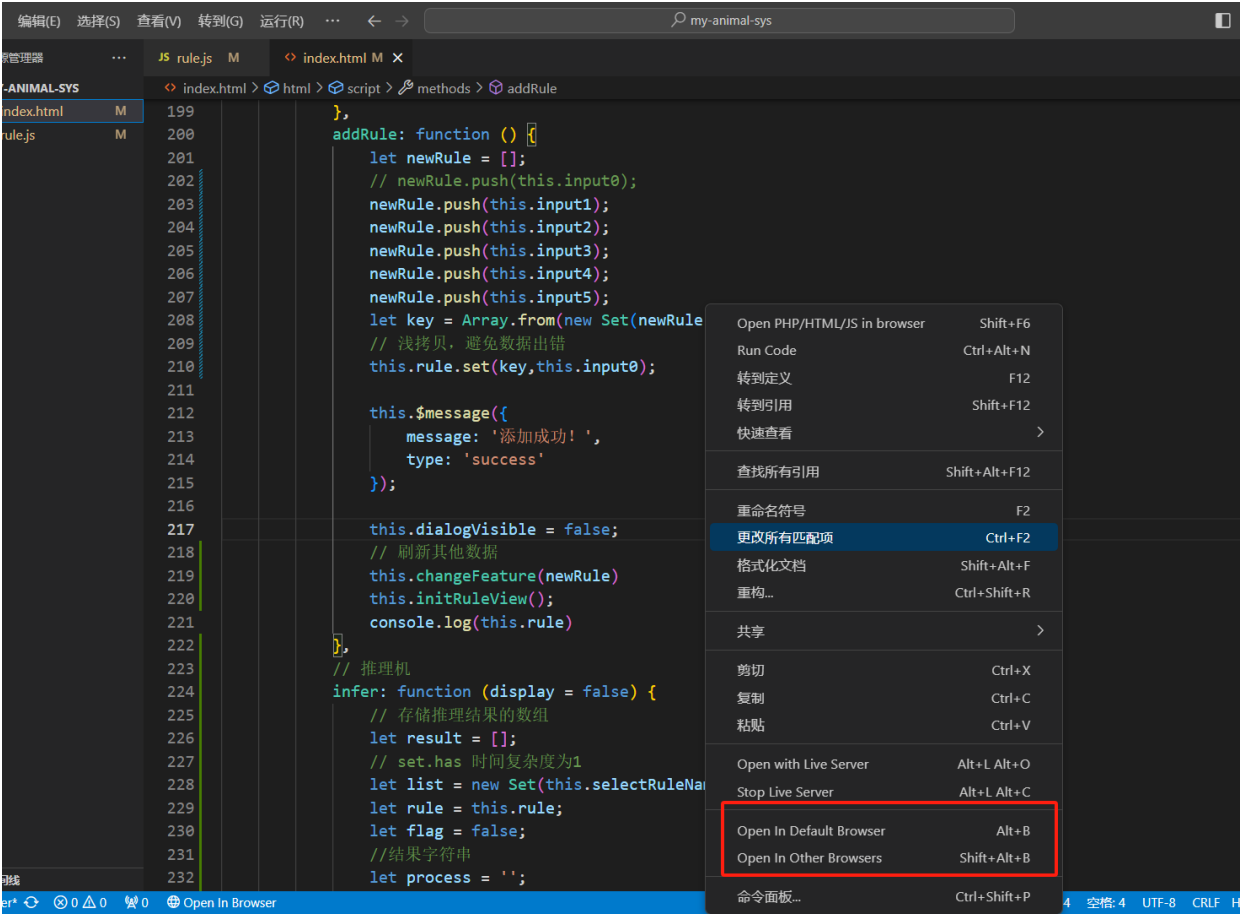 编辑(E) 选择(S) 查看(V) 转到(G) 运行(R) ··· my-animal-sys
源管理器 ···
JS rule.js M
index.html M
-ANIMAL-SYS
index.html M
rule.js M
index.html > html > script > methods > addRule
199 },
200 addRule: function () {
201 let newRule = [];
202 // newRule.push(this.input0);
203 newRule.push(this.input1);
204 newRule.push(this.input2);
205 newRule.push(this.input3);
206 newRule.push(this.input4);
207 newRule.push(this.input5);
208 let key = Array.from(new Set(newRule
209 // 浅拷贝，避免数据出错
210 this.rule.set(key,this.input0);
211
212 this.$message({
213 message: '添加成功！',
214 type: 'success'
215 });
216
217 this.dialogVisible = false;
218 // 刷新其他数据
219 this.changeFeature(newRule)
220 this.initRuleView();
221 console.log(this.rule)
222 },
223 // 推理机
224 infer: function (display = false) {
225 // 存储推理结果的数组
226 let result = [];
227 // set.has 时间复杂度为1
228 let list = new Set(this.selectRuleNa
229 let rule = this.rule;
230 let flag = false;
231 //结果字符串
232 let process = '';
Open PHP/HTML/JS in browser Shift+F6
Run Code Ctrl+Alt+N
转到定义 F12
转到引用 Shift+F12
快速查看
查找所有引用 Shift+Alt+F12
重命名符号 F2
更改所有匹配项 Ctrl+F2
格式化文档 Shift+Alt+F
重构... Ctrl+Shift+R
共享
剪切 Ctrl+X
复制 Ctrl+C
粘贴 Ctrl+V
Open with Live Server Alt+L Alt+O
Stop Live Server Alt+L Alt+C
Open In Default Browser Alt+B
Open In Other Browsers Shift+Alt+B
命令面板... Ctrl+Shift+P
间线
er* 0 0 0 Open In Browser 4 空格: 4 UTF-8 CRLF H